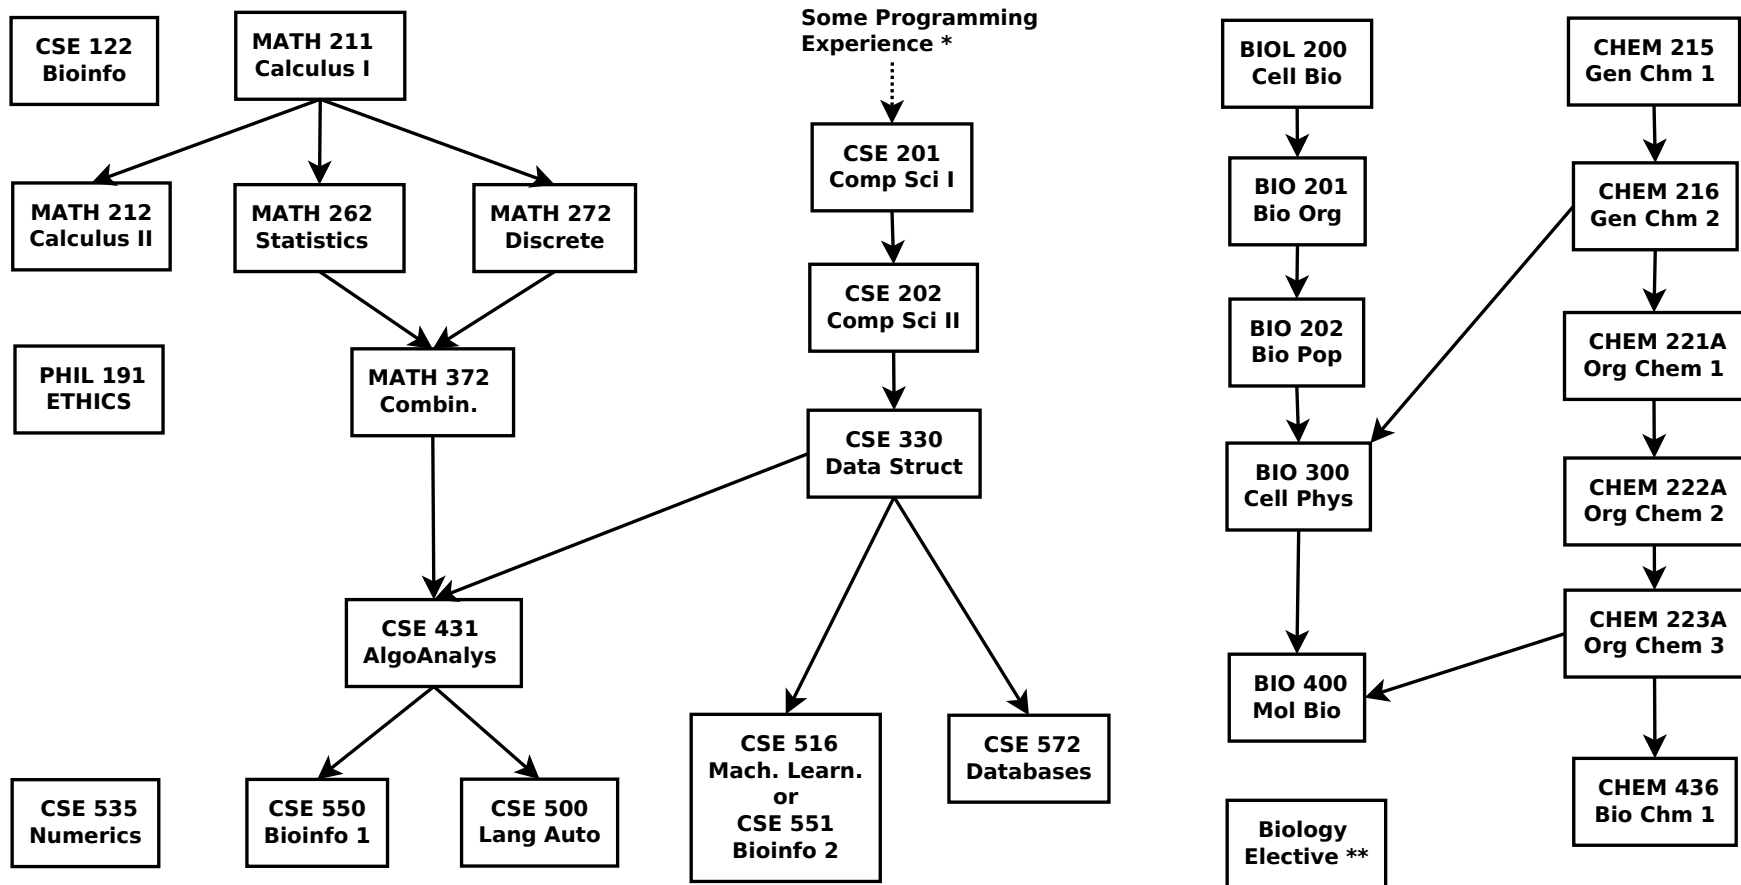 CSE 122
Bioinfo
MATH 211
Calculus I
Some Programming
Experience *
BIOL 200
Cell Bio
CHEM 215
Gen Chm 1
CSE 201
Comp Sci I
MATH 212
Calculus II
MATH 262
Statistics
MATH 272
Discrete
BIO 201
Bio Org
CHEM 216
Gen Chm 2
CSE 202
Comp Sci II
BIO 202
Bio Pop
CHEM 221A
Org Chem 1
PHIL 191
ETHICS
MATH 372
Combin.
CSE 330
Data Struct
BIO 300
Cell Phys
CHEM 222A
Org Chem 2
CSE 431
AlgoAnalys
CHEM 223A
Org Chem 3
BIO 400
Mol Bio
CSE 516
Mach. Learn.
or
CSE 551
Bioinfo 2
CSE 572
Databases
CSE 535
Numerics
CSE 550
Bioinfo 1
CSE 500
Lang Auto
CHEM 436
Bio Chm 1
Biology
Elective **